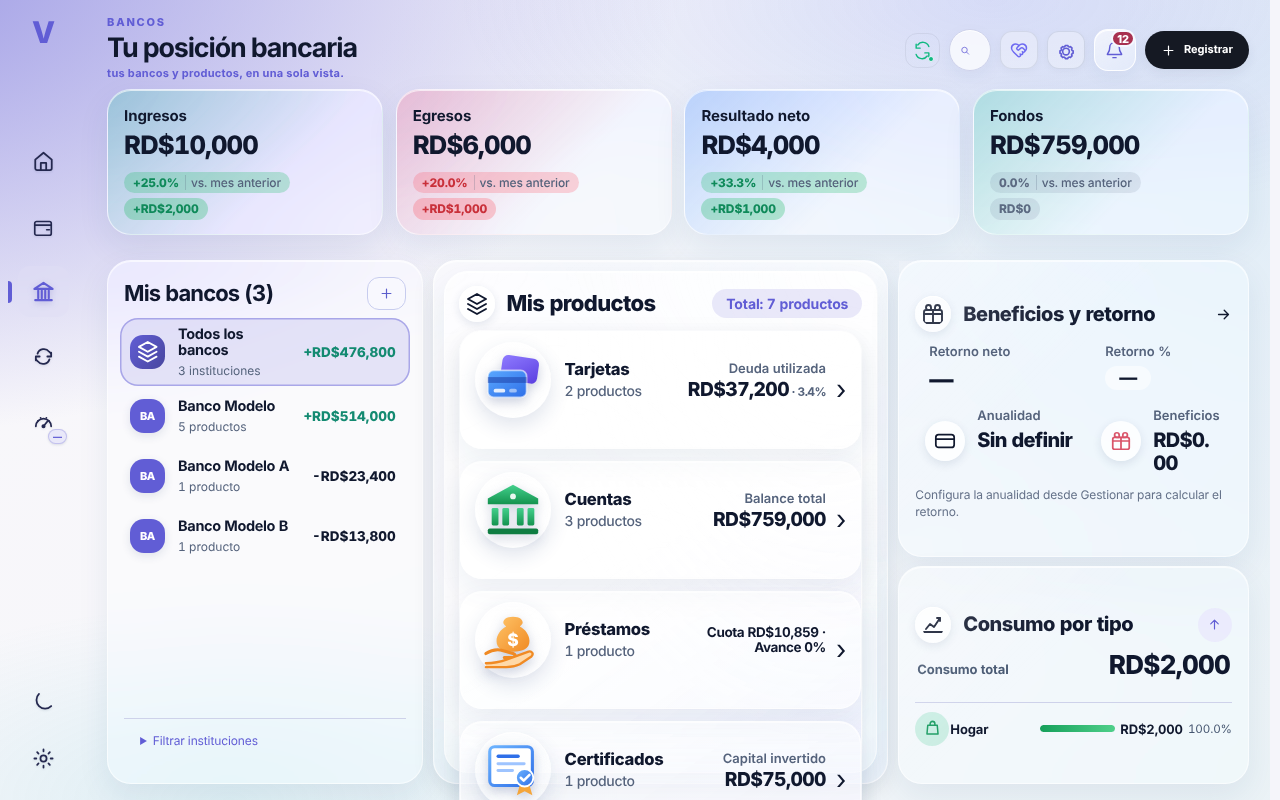 V
BANCOS
Tu posición bancaria
tus bancos y productos, en una sola vista.
12
+ Registrar
Ingresos
RD$10,000
+25.0% vs. mes anterior
+RD$2,000
Egresos
RD$6,000
+20.0% vs. mes anterior
+RD$1,000
Resultado neto
RD$4,000
+33.3% vs. mes anterior
+RD$1,000
Fondos
RD$759,000
0.0% vs. mes anterior
RD$0
Mis bancos (3)
+
Todos los
bancos
3 instituciones
+RD$476,800
BA
Banco Modelo
5 productos
+RD$514,000
BA
Banco Modelo A
1 producto
-RD$23,400
BA
Banco Modelo B
1 producto
-RD$13,800
Filtrar instituciones
Mis productos
Total: 7 productos
Tarjetas
2 productos
Deuda utilizada
RD$37,200 · 3.4%
Cuentas
3 productos
Balance total
RD$759,000
$
Préstamos
1 producto
Cuota RD$10,859 ·
Avance 0%
Certificados
1 producto
Capital invertido
RD$75,000
Beneficios y retorno
Retorno neto
—
Retorno %
—
Anualidad
Sin definir
Beneficios
RD$0.
00
Configura la anualidad desde Gestionar para calcular el
retorno.
Consumo por tipo
Consumo total
RD$2,000
Hogar
RD$2,000 100.0%